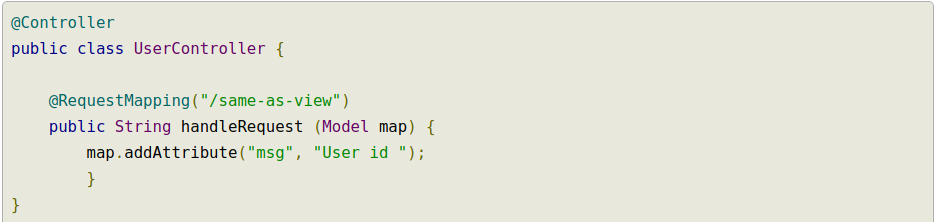 @Controller
public class UserController {
@RequestMapping("/same-as-view")
public String handleRequest (Model map) {
map.addAttribute("msg", "User id ");
}
}